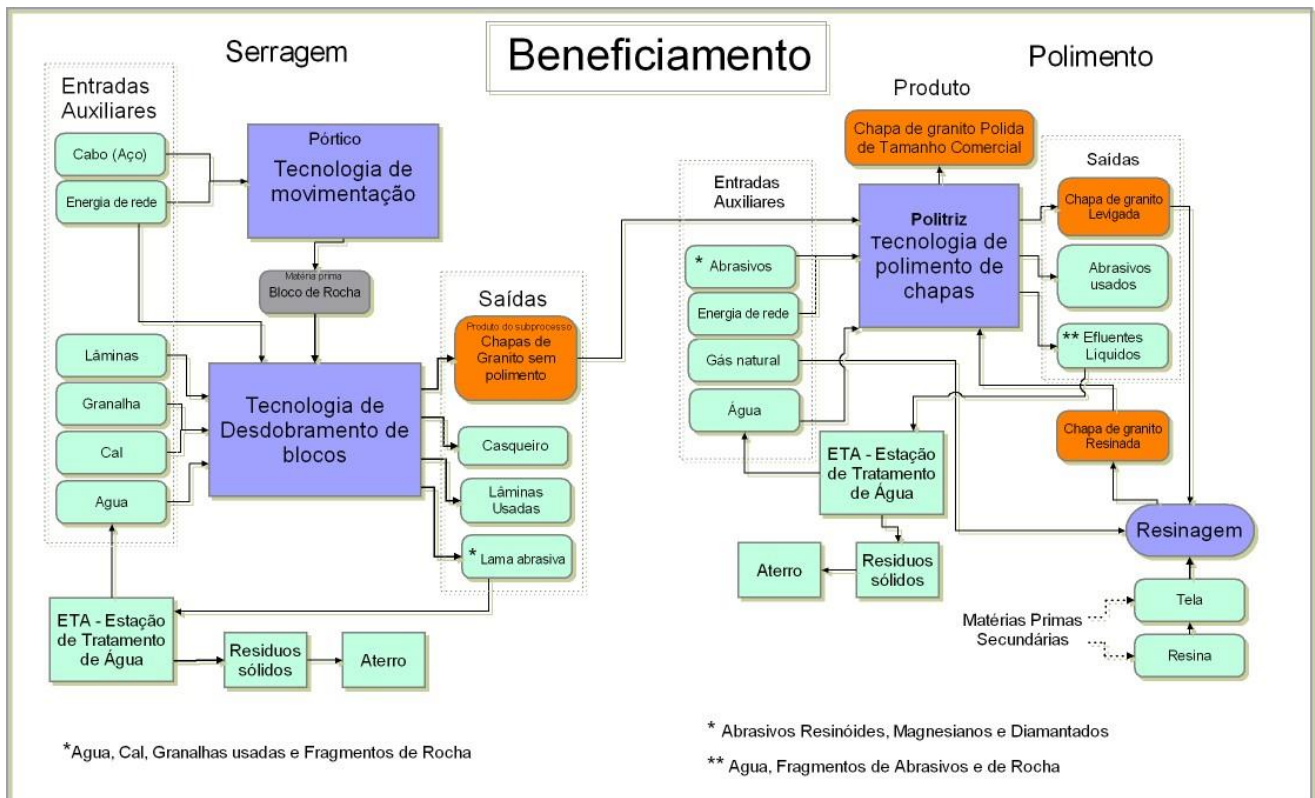 Beneficiamento
Serragem
Entradas
Auxiliares
Cabo (Aço)
Energia de rede
Pórtico
Tecnologia de
movimentação
Matéria prima
Bloco de Rocha
Lâminas
Granalha
Cal
Agua
Tecnologia de
Desdobramento de
blocos
Saídas
Produto do subprocesso
Chapas de
Granito sem
polimento
Casqueiro
Lâminas
Usadas
* Lama abrasiva
ETA - Estação
de Tratamento
de Água
Residuos
sólidos
Aterro
*Agua, Cal, Granalhas usadas e Fragmentos de Rocha
Polimento
Produto
Chapa de granito Polida
de Tamanho Comercial
Entradas
Auxiliares
* Abrasivos
Energia de rede
Gás natural
Água
Politriz
Tecnologia de
polimento de
chapas
Saídas
Chapa de granito
Levigada
Abrasivos
usados
** Efluentes
Líquidos
Chapa de granito
Resinada
ETA - Estação
de Tratamento
de Água
Residuos
sólidos
Aterro
Resinagem
Tela
Resina
Matérias Primas
Secundárias
* Abrasivos Resinóides, Magnesianos e Diamantados
** Agua, Fragmentos de Abrasivos e de Rocha